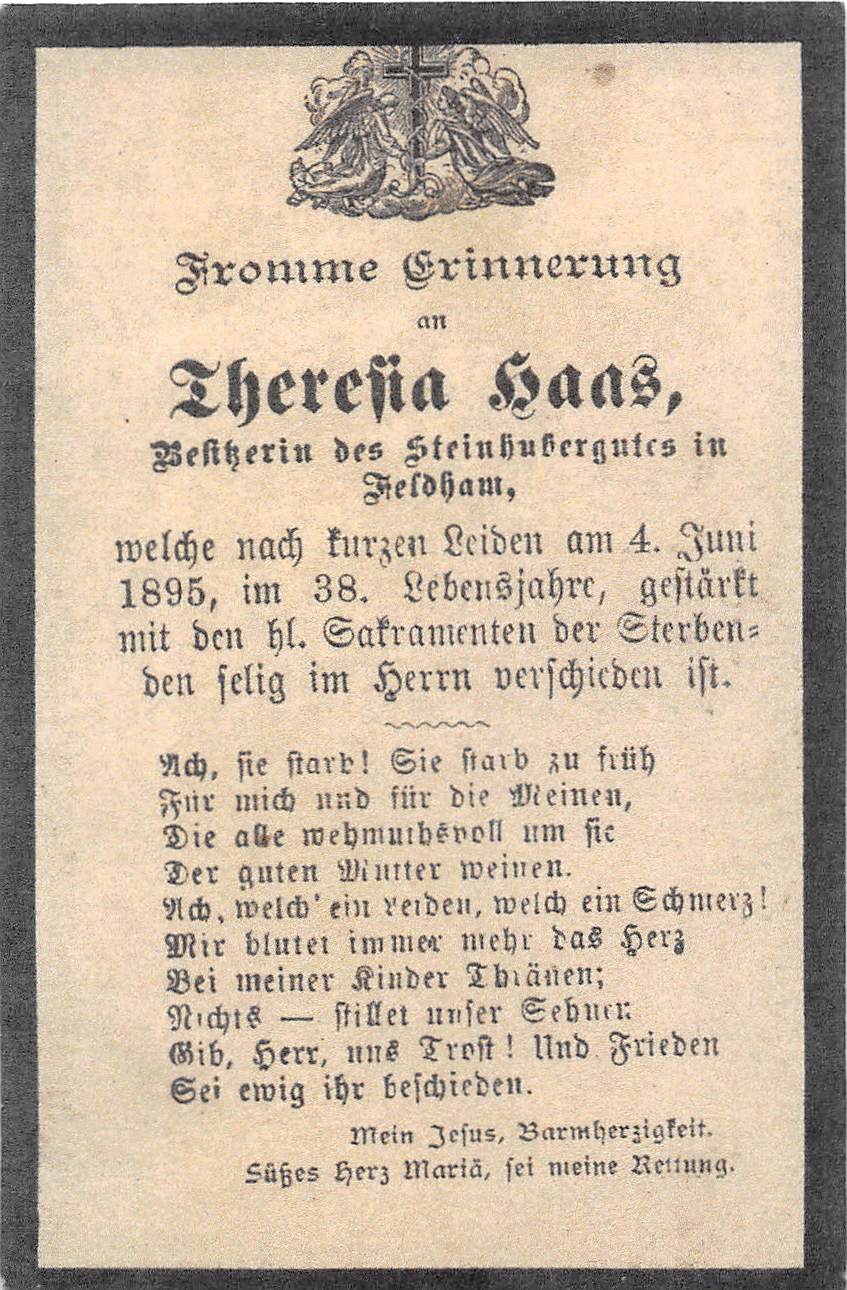 Fromme Erinnerung
an
Theresia Haas,
Besitzerin des Steinhubergutes in
Feldham,
welche nach kurzen Leiden am 4. Juni
1895, im 38. Lebensjahre, gestärkt
mit den hl. Sakramenten der Sterben-
den selig im Herrn verschieden ist.
Ach, sie starb! Sie starb zu früh
Für mich und für die Meinen,
Die alle wehmuthsvoll um sie
Der guten Mutter weinen.
Ach, welch' ein Leiden, welch ein Schmerz!
Mir blutet immer mehr das Herz
Bei meiner Kinder Thränen;
Nichts — stillet unser Sehnen
Gib, Herr, uns Trost! Und Frieden
Sei ewig ihr beschieden.
Mein Jesus, Barmherzigkeit.
Süßes Herz Mariä, sei meine Rettung.